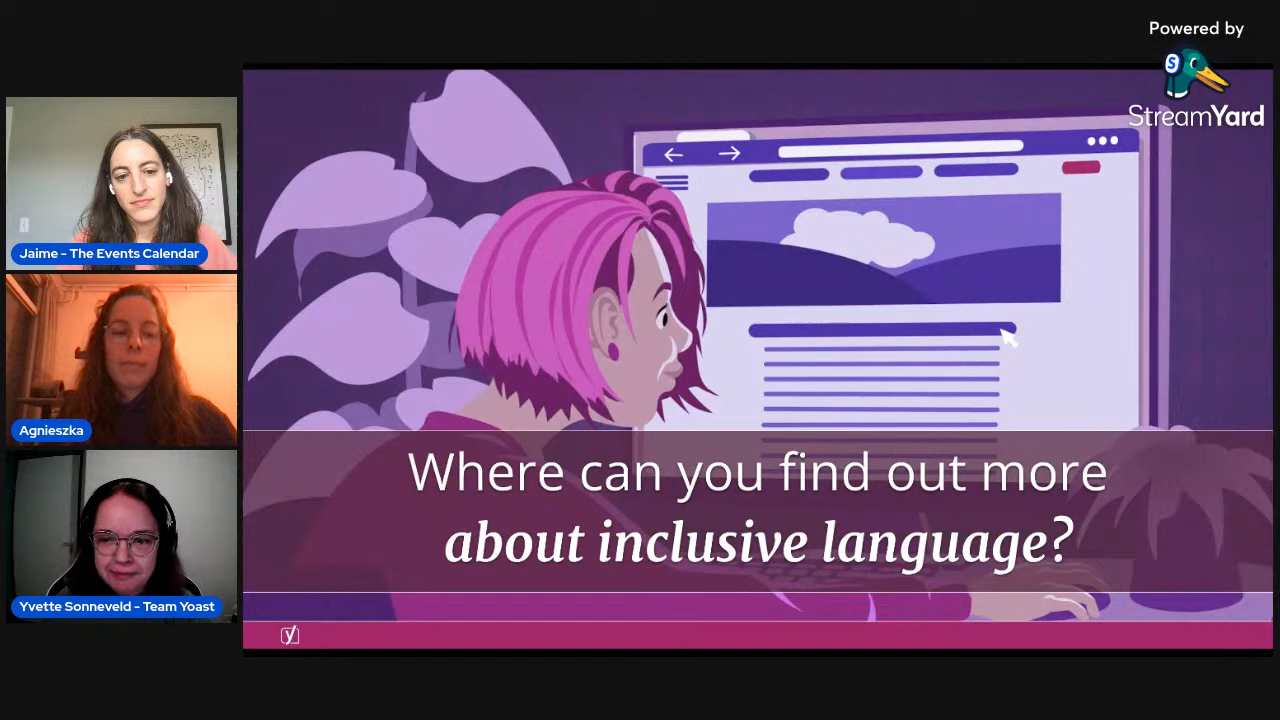 Powered by
StreamYard
Jaime - The Events Calendar
Agnieszka
Yvette Sonneveld - Team Yoast
Where can you find out more
about inclusive language?
y